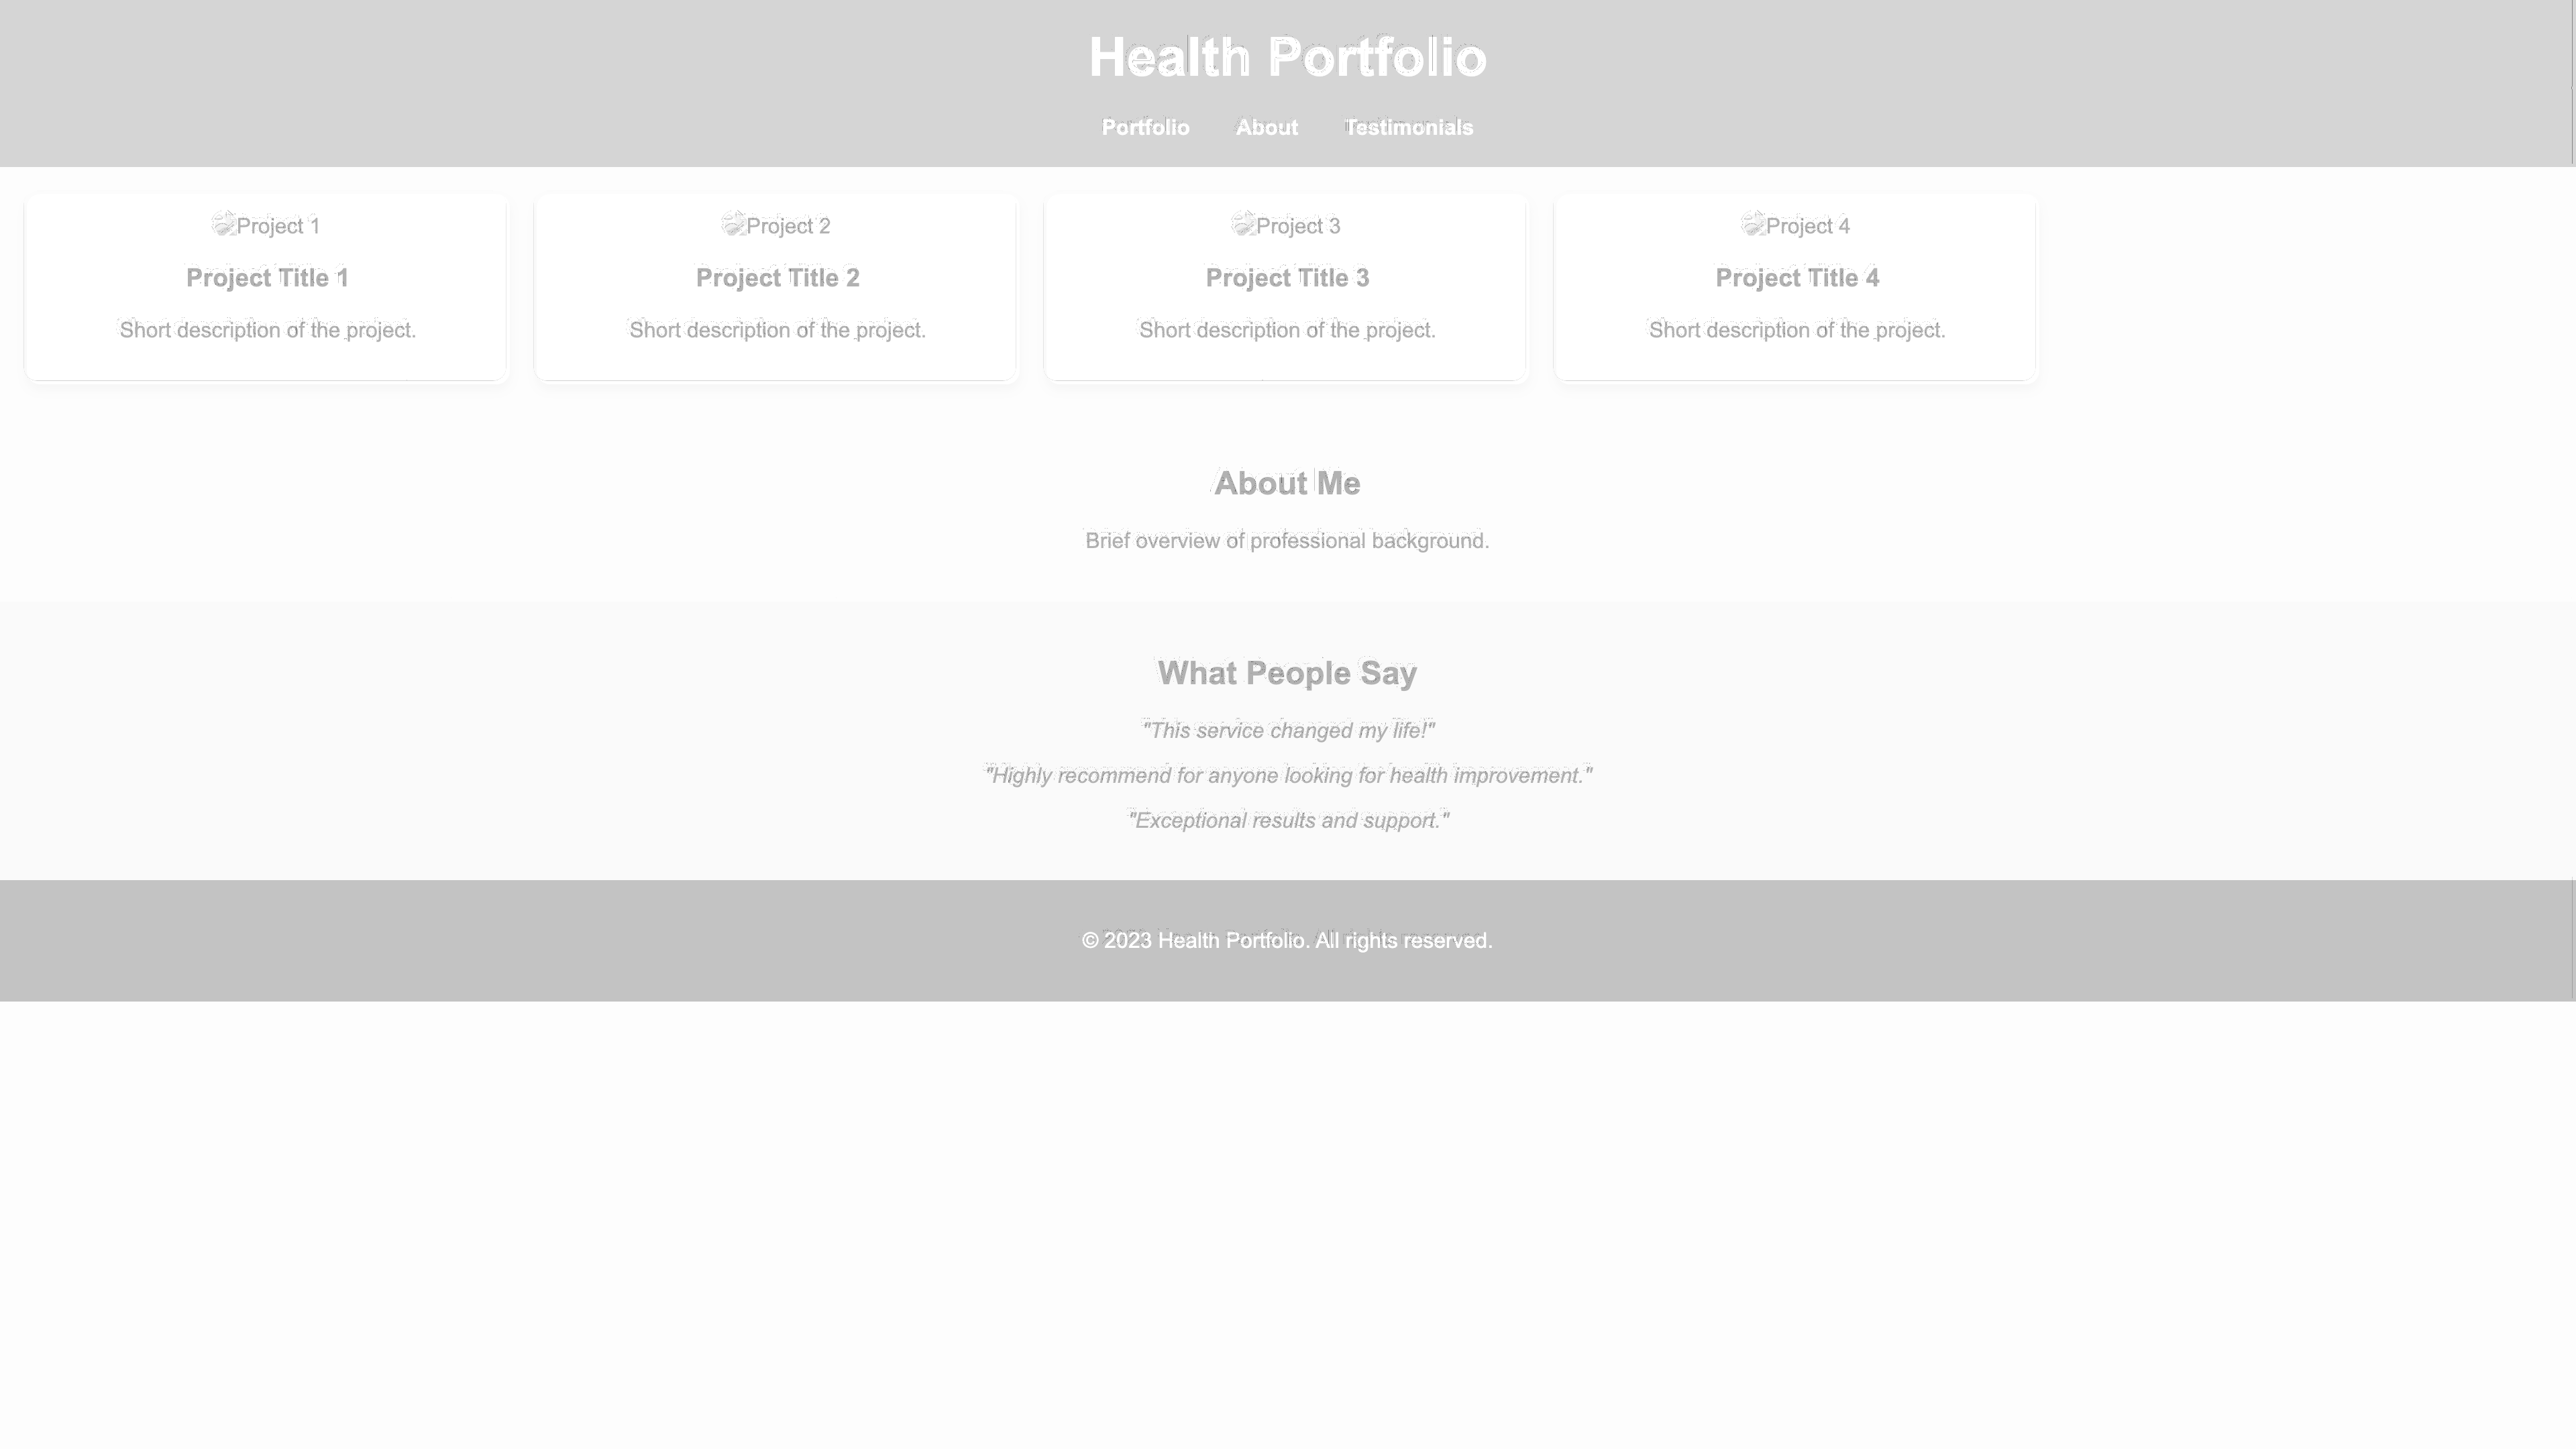 Health Portfolio
Portfolio About Testimonials
Project 1 Project 2 Project 3 Project 4
Project Title 1 Project Title 2 Project Title 3 Project Title 4
Short description of the project. Short description of the project. Short description of the project. Short description of the project.
About Me
Brief overview of professional background.
What People Say
"This service changed my life!"
"Highly recommend for anyone looking for health improvement."
"Exceptional results and support."
© 2023 Health Portfolio. All rights reserved.